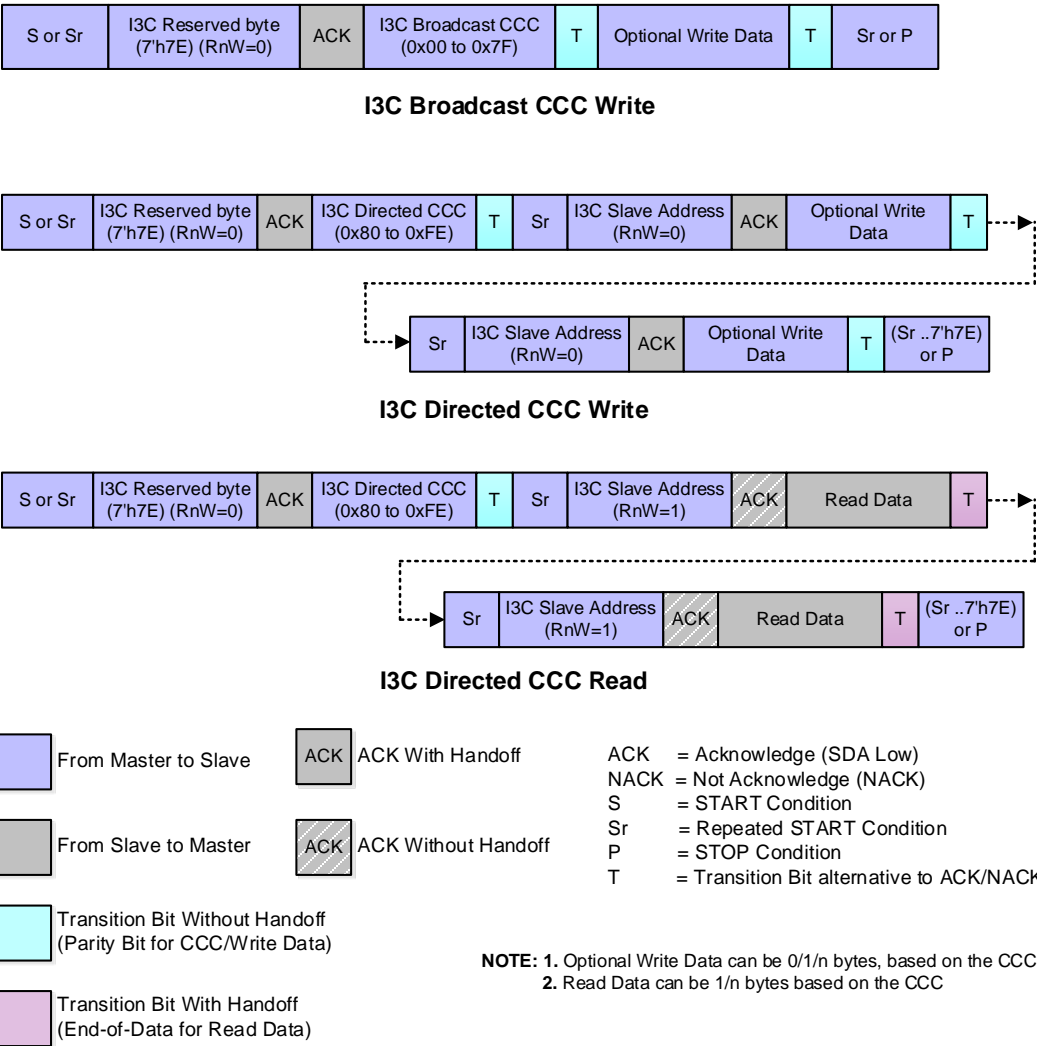 S or Sr
I3C Reserved byte
(7'h7E) (RnW=0)
ACK
I3C Broadcast CCC
(0x00 to 0x7F)
T
Optional Write Data
T
Sr or P
I3C Broadcast CCC Write
S or Sr
I3C Reserved byte
(7'h7E) (RnW=0)
ACK
I3C Directed CCC
(0x80 to 0xFE)
T
Sr
I3C Slave Address
(RnW=0)
ACK
Optional Write
Data
T
Sr
I3C Slave Address
(RnW=0)
ACK
Optional Write
Data
T
(Sr ..7'h7E)
or P
I3C Directed CCC Write
S or Sr
I3C Reserved byte
(7'h7E) (RnW=0)
ACK
I3C Directed CCC
(0x80 to 0xFE)
T
Sr
I3C Slave Address
(RnW=1)
ACK
Read Data
T
Sr
I3C Slave Address
(RnW=1)
ACK
Read Data
T
(Sr ..7'h7E)
or P
I3C Directed CCC Read
From Master to Slave
ACK
ACK With Handoff
From Slave to Master
ACK
ACK Without Handoff
Transition Bit Without Handoff
(Parity Bit for CCC/Write Data)
Transition Bit With Handoff
(End-of-Data for Read Data)
ACK = Acknowledge (SDA Low)
NACK = Not Acknowledge (NACK)
S = START Condition
Sr = Repeated START Condition
P = STOP Condition
T = Transition Bit alternative to ACK/NACK
NOTE: 1. Optional Write Data can be 0/1/n bytes, based on the CCC
2. Read Data can be 1/n bytes based on the CCC